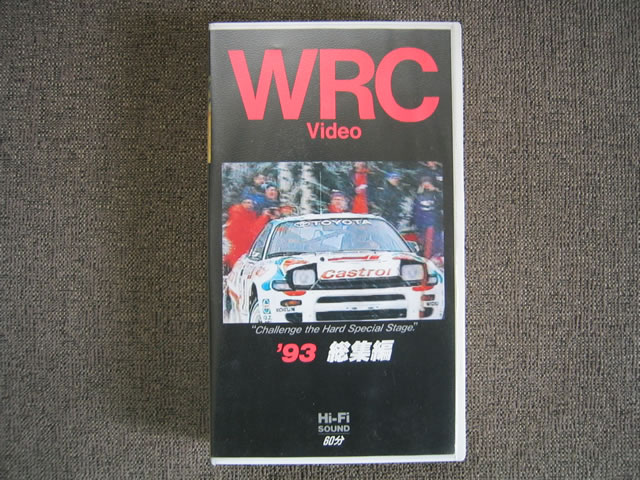 WRC
Video
TOYOTA
Castrol
"Challenge the Hard Special Stage."
'93 総集編
Hi-Fi
SOUND
60分